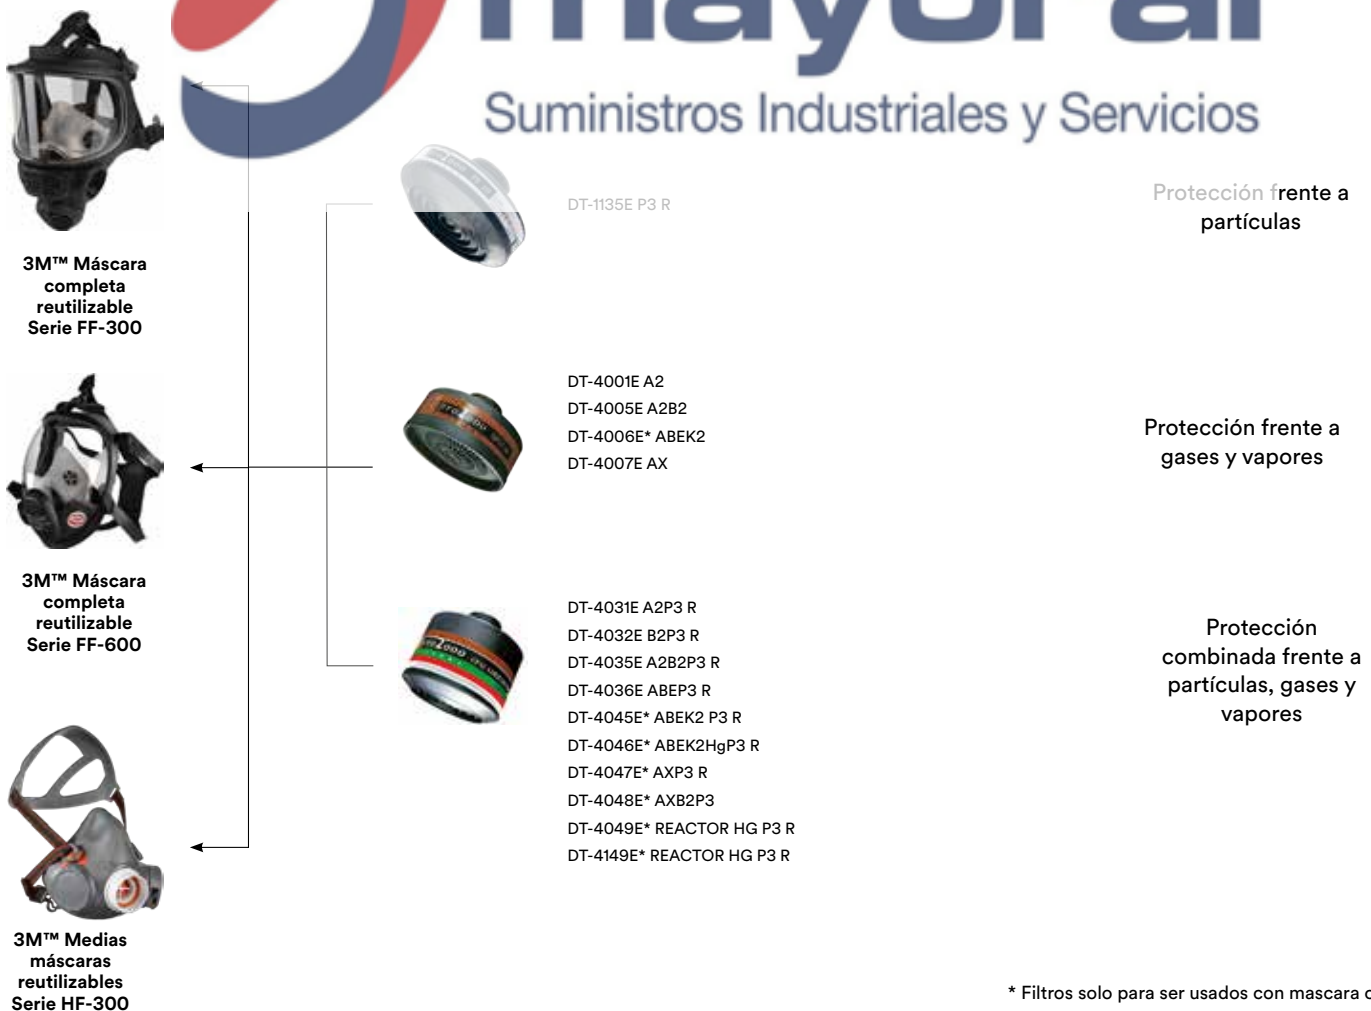 Suministros Industriales y Servicios
DT-1135E P3 R
Protección frente a
partículas
3M™ Máscara
completa
reutilizable
Serie FF-300
DT-4001E A2
DT-4005E A2B2
DT-4006E* ABEK2
DT-4007E AX
Protección frente a
gases y vapores
3M™ Máscara
completa
reutilizable
Serie FF-600
DT-4031E A2P3 R
DT-4032E B2P3 R
DT-4035E A2B2P3 R
DT-4036E ABEP3 R
DT-4045E* ABEK2 P3 R
DT-4046E* ABEK2HgP3 R
DT-4047E* AXP3 R
DT-4048E* AXB2P3
DT-4049E* REACTOR HG P3 R
DT-4149E* REACTOR HG P3 R
Protección
combinada frente a
partículas, gases y
vapores
3M™ Medias
máscaras
reutilizables
Serie HF-300
* Filtros solo para ser usados con mascara